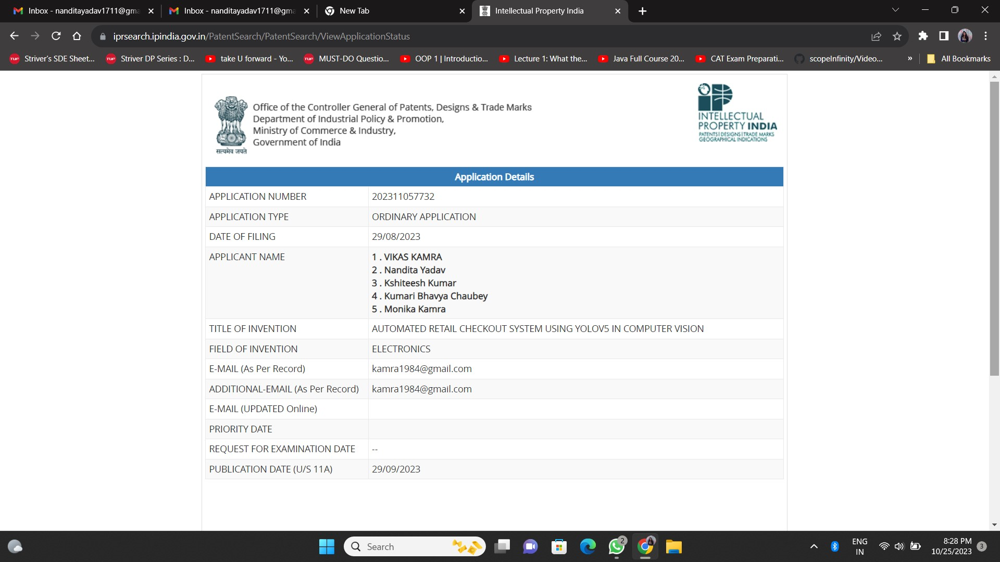 Inbox - nanditayadav1711@gma
Inbox - nanditayadav1711@gma
New Tab
Intellectual Property India
iprsearch.ipindia.gov.in/PatentSearch/PatentSearch/ViewApplicationStatus
Striver's SDE Sheet...
Striver DP Series : D...
take U forward - Yo...
MUST-DO Questio...
OOP 1 | Introductio...
Lecture 1: What the...
Java Full Course 20...
CAT Exam Preparati...
scopeInfinity/Video...
»
All Bookmarks
Office of the Controller General of Patents, Designs & Trade Marks
Department of Industrial Policy & Promotion,
Ministry of Commerce & Industry,
Government of India
सत्यमेव जयते
INTELLECTUAL
PROPERTY INDIA
PATENTS | DESIGNS | TRADE MARKS
GEOGRAPHICAL INDICATIONS
Application Details
APPLICATION NUMBER 202311057732
APPLICATION TYPE ORDINARY APPLICATION
DATE OF FILING 29/08/2023
APPLICANT NAME 1 . VIKAS KAMRA
2 . Nandita Yadav
3 . Kshiteesh Kumar
4 . Kumari Bhavya Chaubey
5 . Monika Kamra
TITLE OF INVENTION AUTOMATED RETAIL CHECKOUT SYSTEM USING YOLOV5 IN COMPUTER VISION
FIELD OF INVENTION ELECTRONICS
E-MAIL (As Per Record) kamra1984@gmail.com
ADDITIONAL-EMAIL (As Per Record) kamra1984@gmail.com
E-MAIL (UPDATED Online)
PRIORITY DATE
REQUEST FOR EXAMINATION DATE --
PUBLICATION DATE (U/S 11A) 29/09/2023
Search
2
ENG
IN
8:28 PM
10/25/2023
3